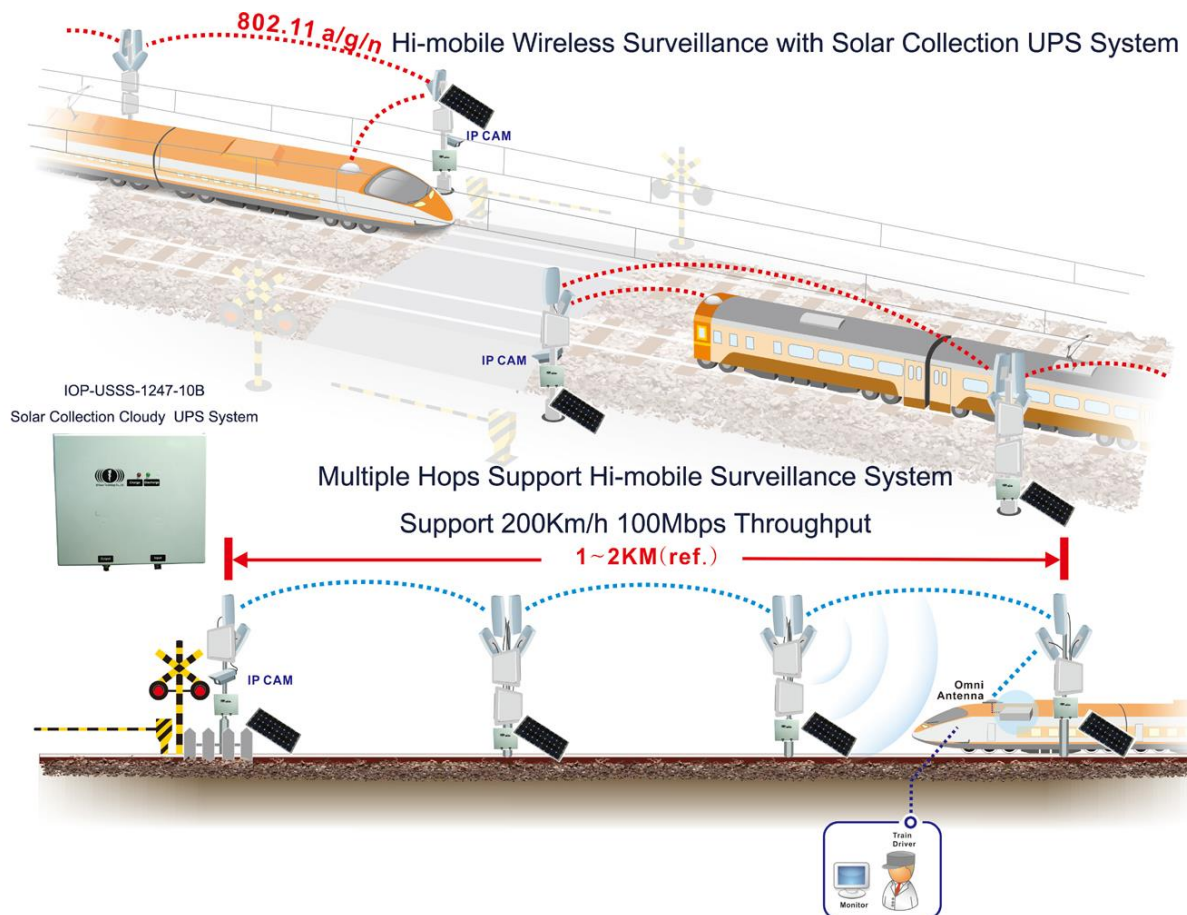 802.11 a/g/n
Hi-mobile Wireless Surveillance with Solar Collection UPS System
IP CAM
IP CAM
IOP-USSS-1247-10B
Solar Collection Cloudy UPS System
Multiple Hops Support Hi-mobile Surveillance System
Support 200Km/h 100Mbps Throughput
1~2KM(ref.)
IP CAM
Omni
Antenna
Train
Driver
Monitor